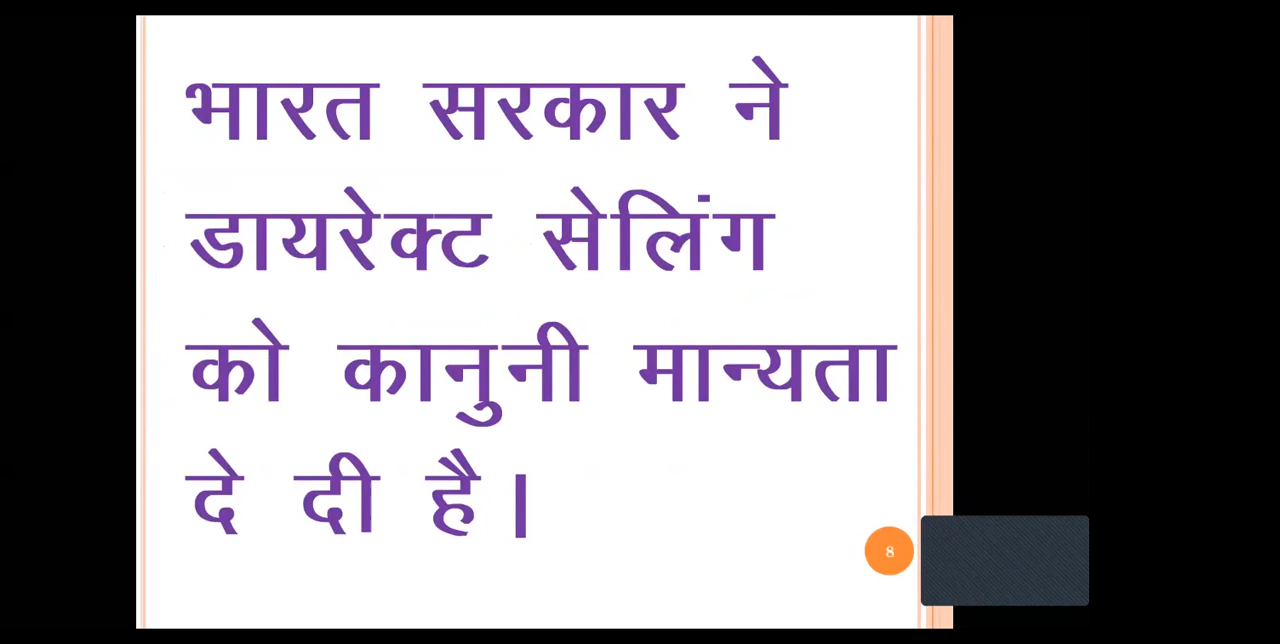 भारत सरकार ने
डायरेक्ट सेलिंग
को कानुनी मान्यता
दे दी है।
8